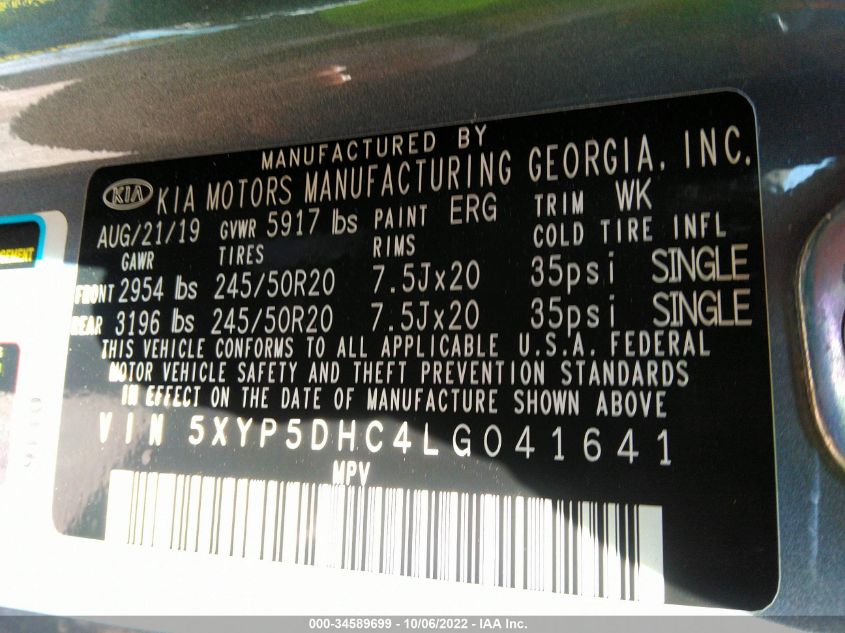 MANUFACTURED BY
KIA KIA MOTORS MANUFACTURING GEORGIA, INC.
AUG/21/19 GVWR 5917 lbs PAINT ERG TRIM WK
GAWR TIRES RIMS COLD TIRE INFL
FRONT 2954 lbs 245/50R20 7.5Jx20 35psi SINGLE
REAR 3196 lbs 245/50R20 7.5Jx20 35psi SINGLE
THIS VEHICLE CONFORMS TO ALL APPLICABLE U.S.A. FEDERAL
MOTOR VEHICLE SAFETY AND THEFT PREVENTION STANDARDS
IN EFFECT ON THE DATE OF MANUFACTURE SHOWN ABOVE
VIN 5XYP5DHC4LG041641
MPV
000-34589699 - 10/06/2022 - IAA Inc.